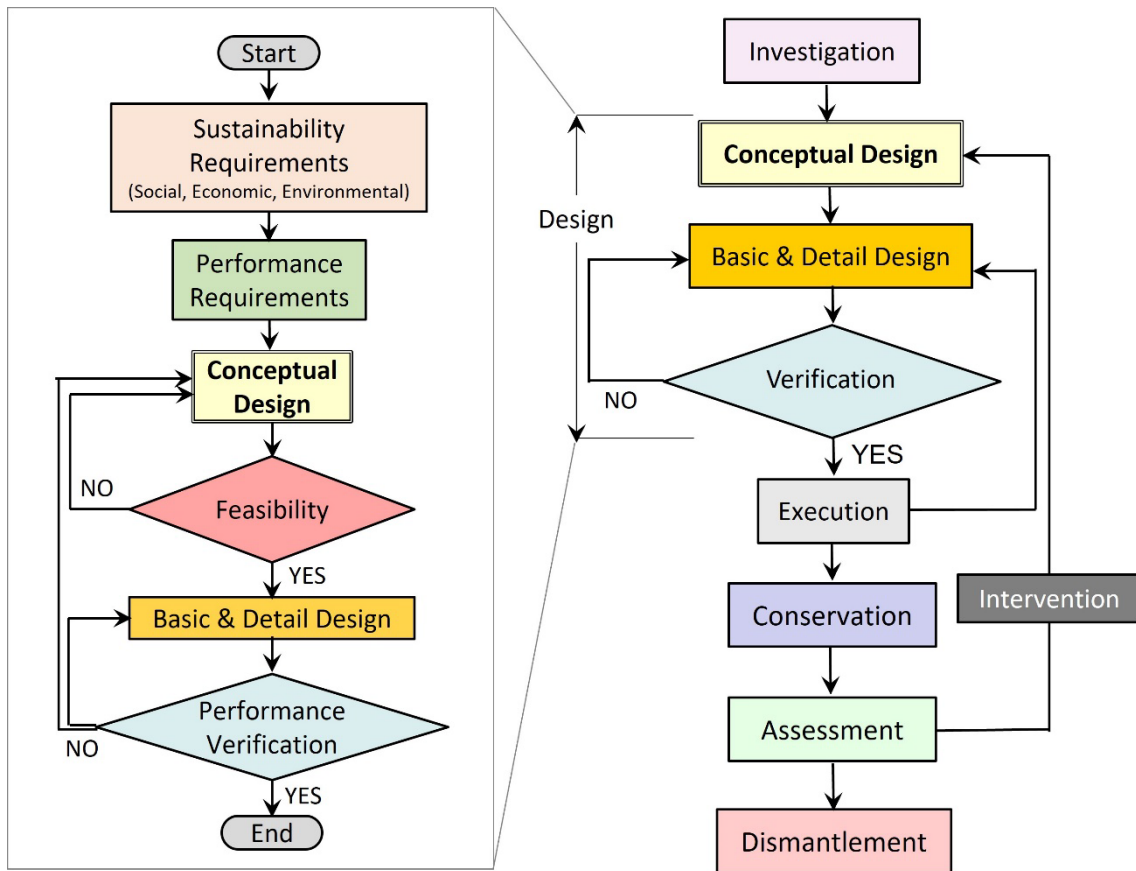 Start
Sustainability
Requirements
(Social, Economic, Environmental)
Performance
Requirements
Conceptual
Design
NO
Feasibility
YES
Basic & Detail Design
Performance
Verification
NO
YES
End
Investigation
Conceptual Design
Design
Basic & Detail Design
Verification
NO
YES
Execution
Intervention
Conservation
Assessment
Dismantlement